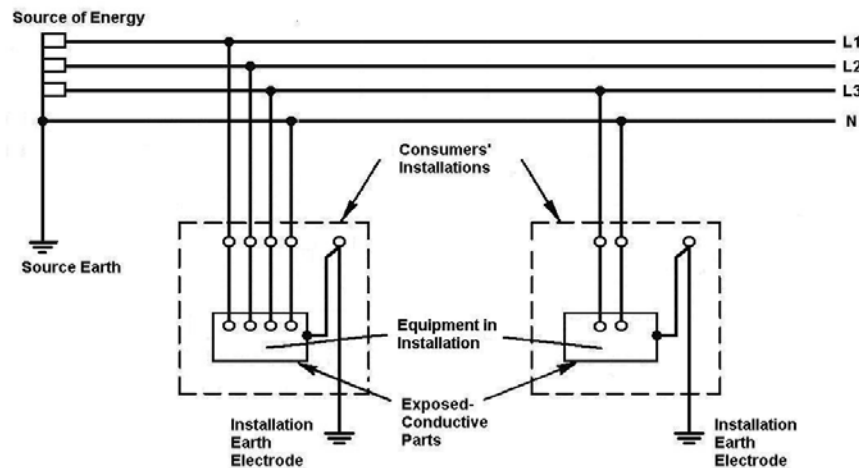 Source of Energy
L1
L2
L3
N
Consumers'
Installations
Source Earth
Equipment in
Installation
Exposed-
Conductive
Parts
Installation
Earth
Electrode
Installation
Earth
Electrode